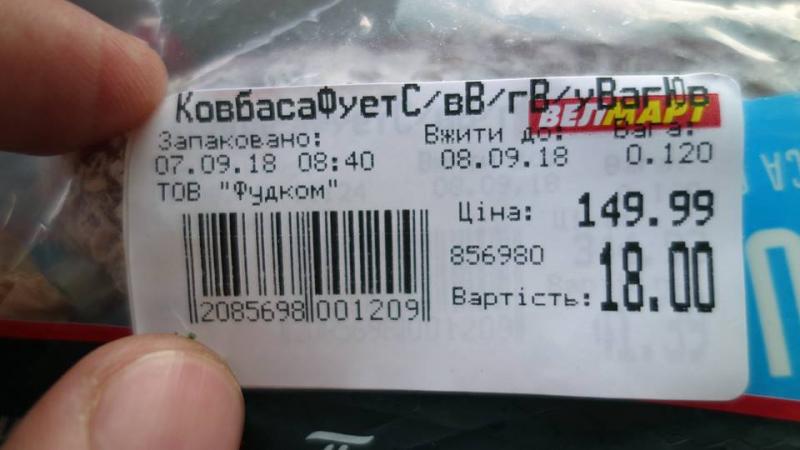 КовбасаФуетС/вВ/гВ/уВагЮв
ВЕЛМАРТ
Запаковано: Вжити до: Вага:
07.09.18 08:40 08.09.18 0.120
ТОВ "Фудком"
Ціна: 149.99
856980
Вартість: 18.00
2085698 001209